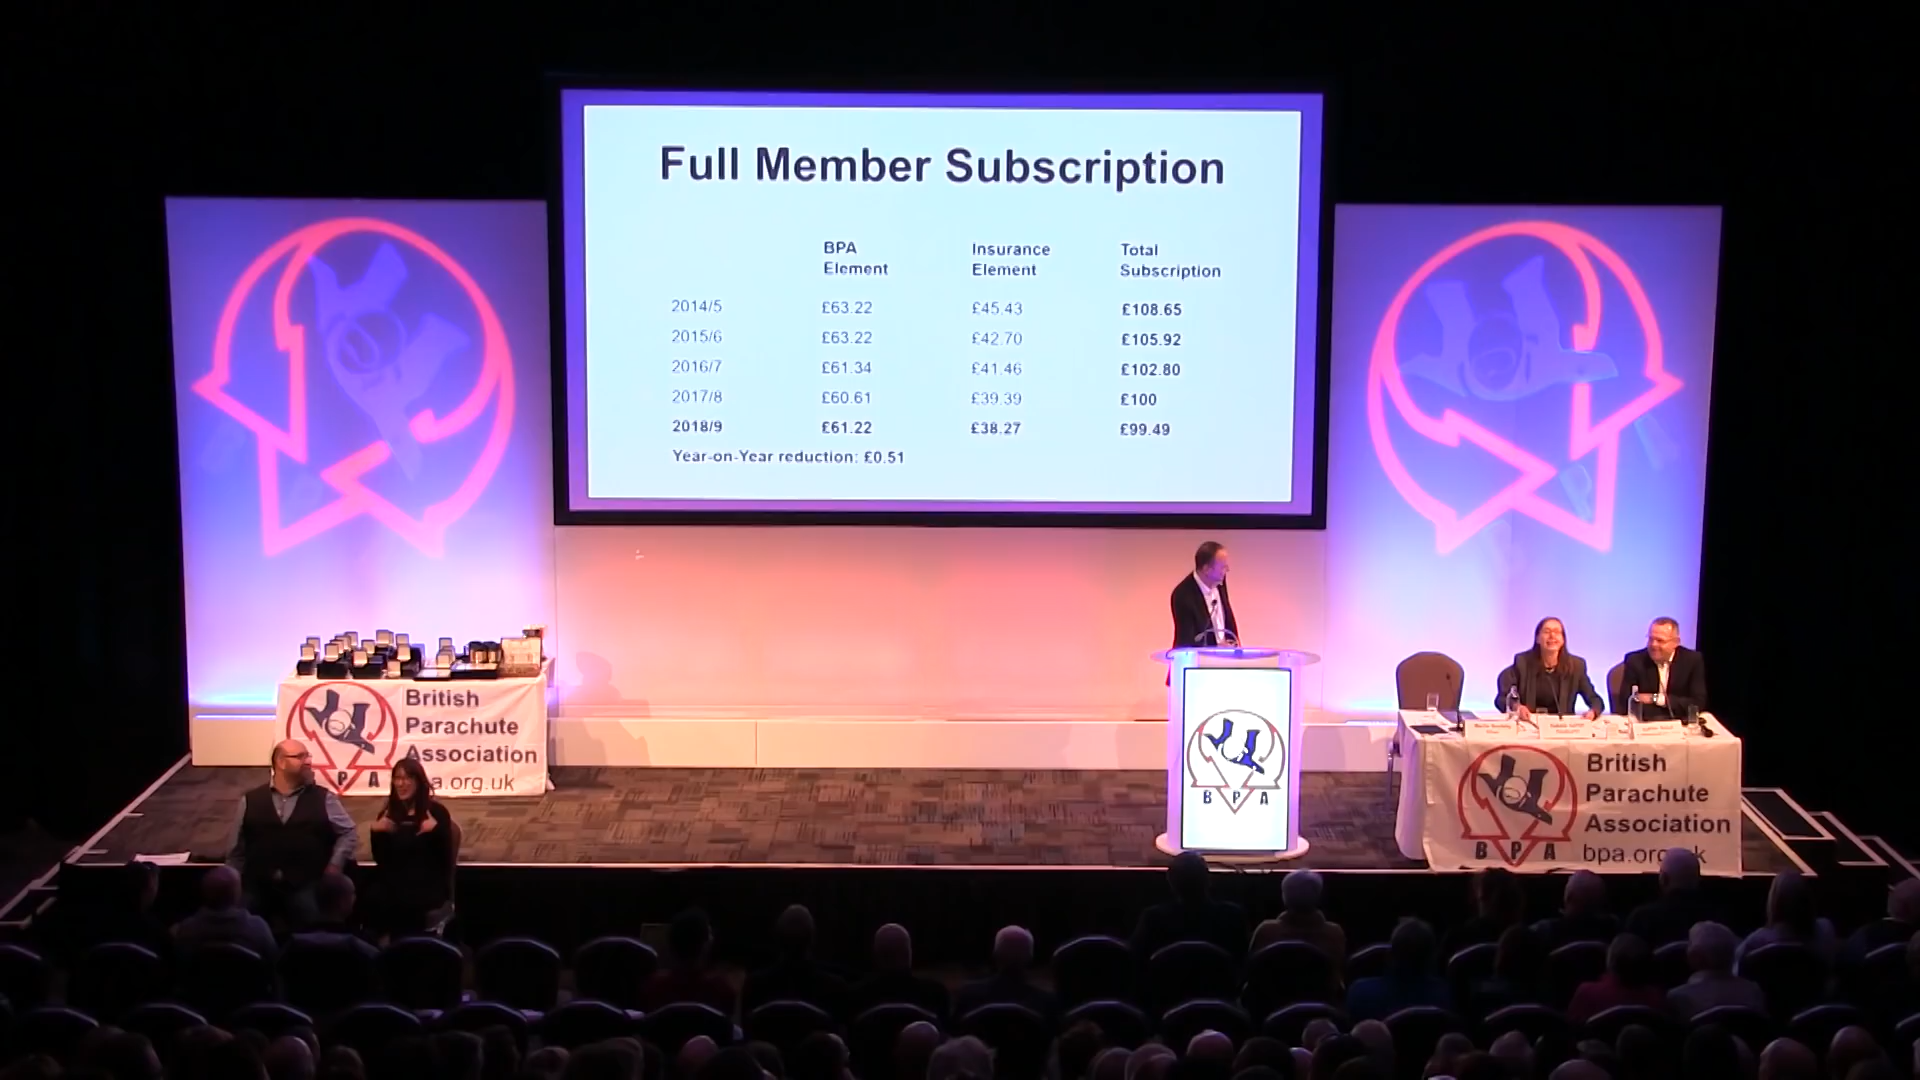 Full Member Subscription
BPA Element Insurance Element Total Subscription
2014/5 £63.22 £45.43 £108.65
2015/6 £63.22 £42.70 £105.92
2016/7 £61.34 £41.46 £102.80
2017/8 £60.61 £39.39 £100
2018/9 £61.22 £38.27 £99.49
Year-on-Year reduction: £0.51
British
Parachute
Association
a.org.uk
P A
B P A
British
Parachute
Association
bpa.org.uk
B P A